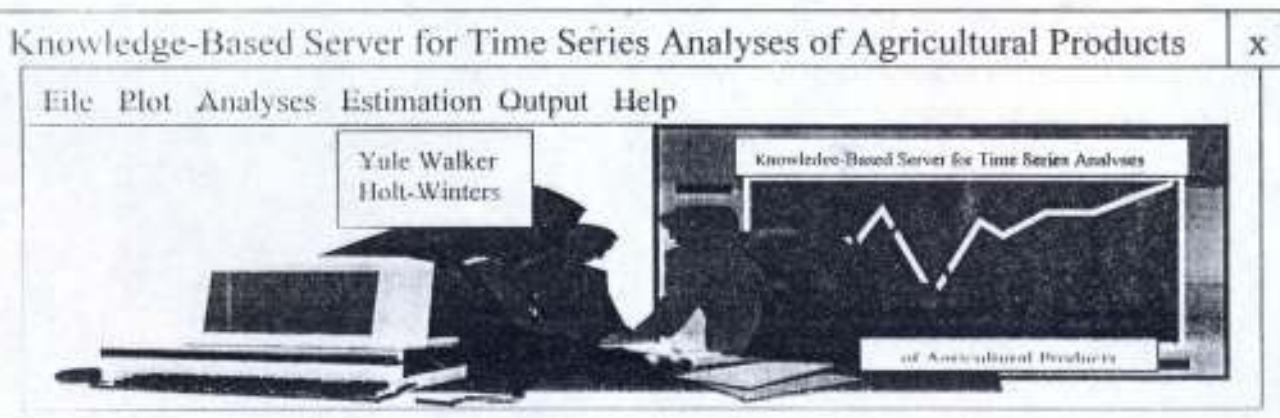 Knowledge-Based Server for Time Series Analyses of Agricultural Products x
File Plot Analyses Estimation Output Help
Yule Walker
Holt-Winters
Knowledge-Based Server for Time Series Analyses
of Agricultural Products